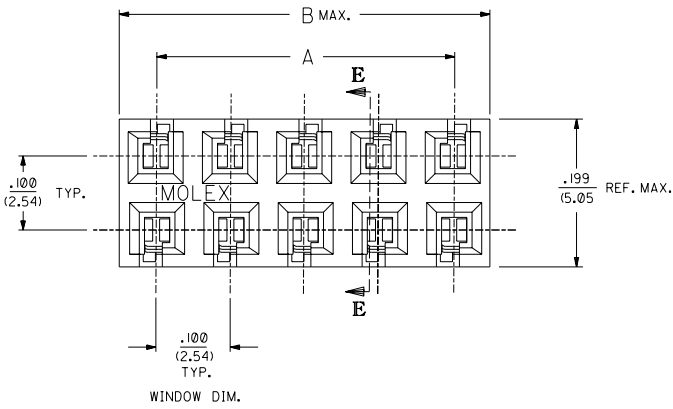 B MAX.
A
E
.100
(2.54)
TYP.
MOLEX
.199
(5.05
REF. MAX.
E
.100
(2.54)
TYP.
WINDOW DIM.